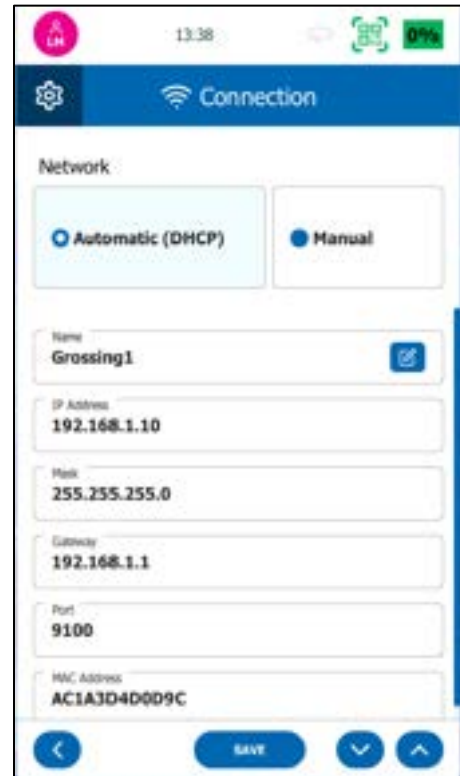 LM
13:38
0%
Connection
Network
Automatic (DHCP)
Manual
Name
Grossing1
IP Address
192.168.1.10
Mask
255.255.255.0
Gateway
192.168.1.1
Port
9100
MAC Address
AC1A3D4D0D9C
SAVE